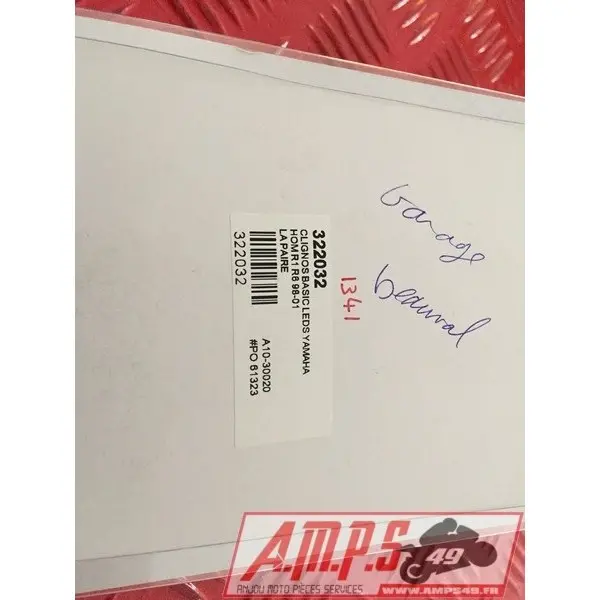 322032
CLIGNOS BASIC LEDS YAMAHA
HOM R1 R6 98-01
LA PAIRE
322032
A10-30020
#PO 61323
1341
Garage
beauval
A.M.P.S 49
ANJOU MOTO PIECES SERVICES
WWW.AMPS49.FR